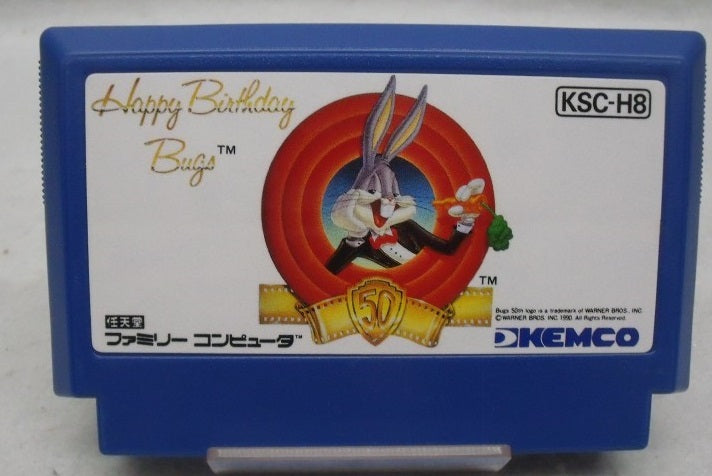 Happy Birthday
Bugs™
KSC-H8
50
TM
Bugs 50th logo is a trademark of WARNER BROS., INC.
©WARNER BROS. INC. 1990 All Rights Reserved.
任天堂
ファミリー コンピュータ™
KEMCO